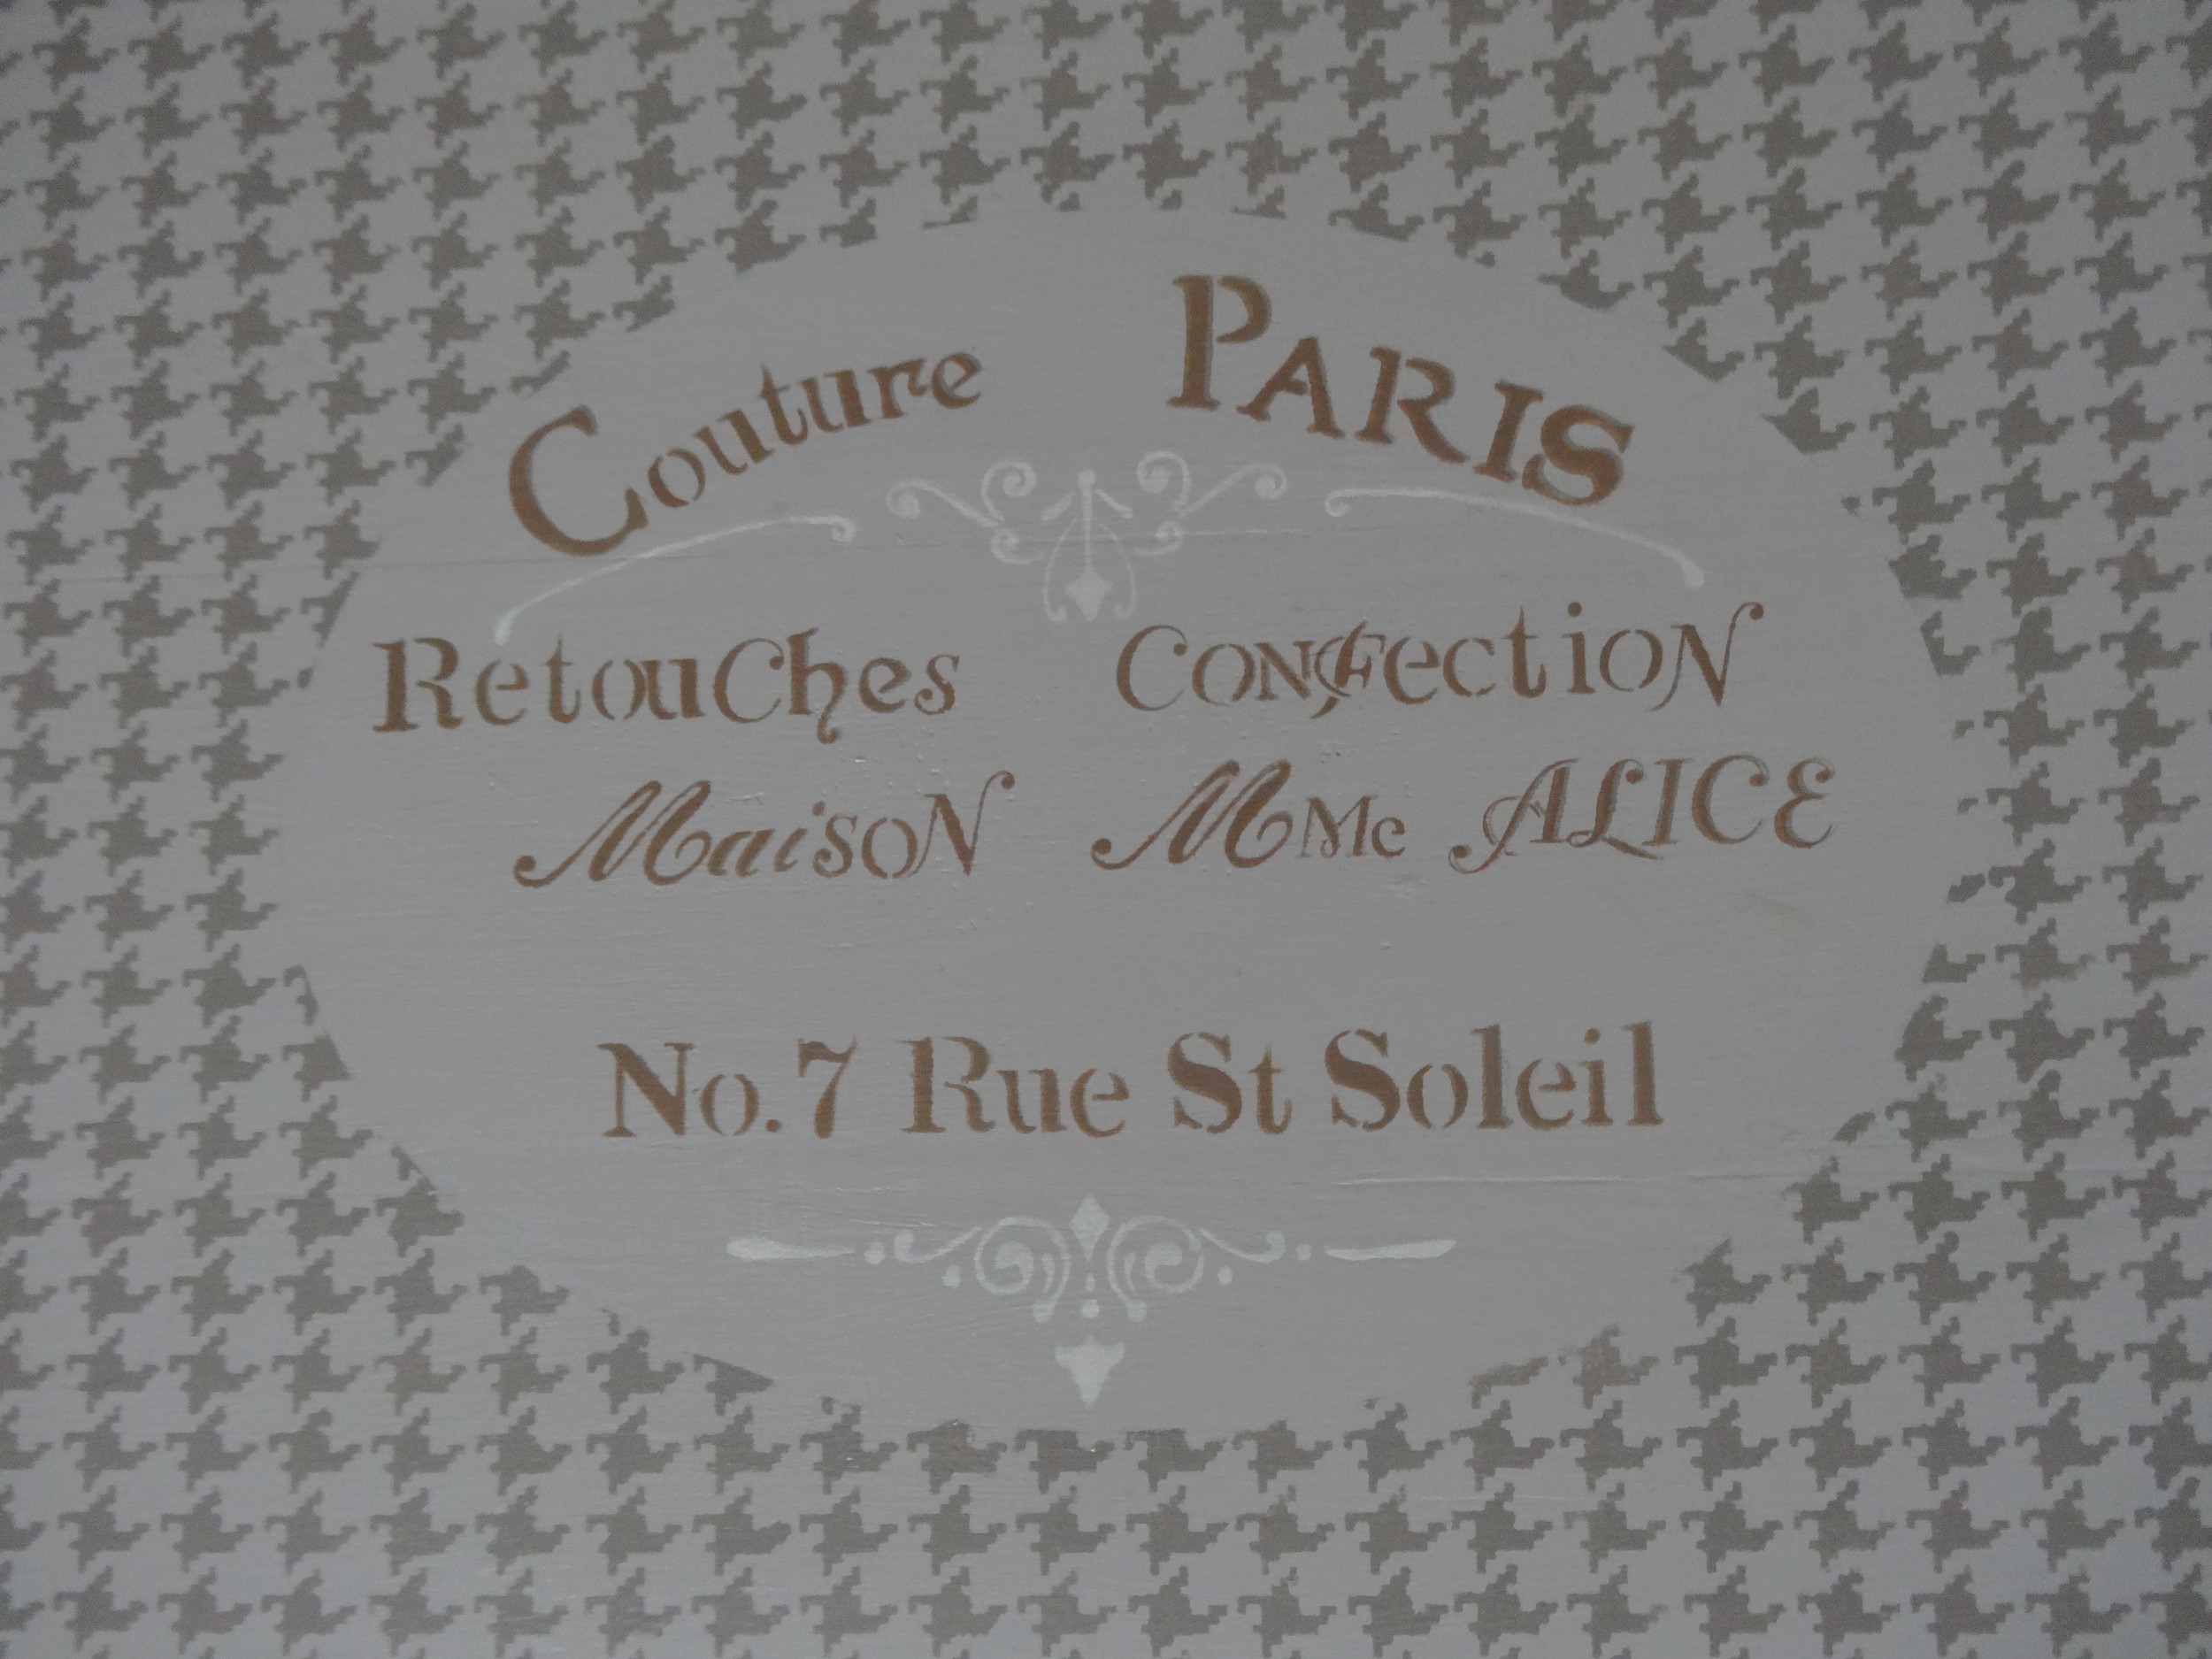 Couture PARIS
RetouChes CONFectioN
MaisoN MMe ALICE
No.7 Rue St Soleil